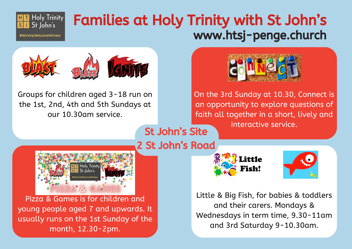 Holy Trinity
St John's
#WorshipWelcomeWitness
Families at Holy Trinity with St John's
www.htsj-penge.church
BLAST
Blast
IGNITE
Connect
Groups for children aged 3-18 run on
the 1st, 2nd, 4th and 5th Sundays at
our 10.30am service.
On the 3rd Sunday at 10.30, Connect is
an opportunity to explore questions of
faith all together in a short, lively and
interactive service.
St John's Site
2 St John's Road
Holy Trinity
St John's
PIZZA & GAMES
Pizza & Games is for children and
young people aged 7 and upwards. It
usually runs on the 1st Sunday of the
month, 12.30-2pm.
Little
Fish!
Little & Big Fish, for babies & toddlers
and their carers. Mondays &
Wednesdays in term time, 9.30-11am
and 3rd Saturday 9-10.30am.